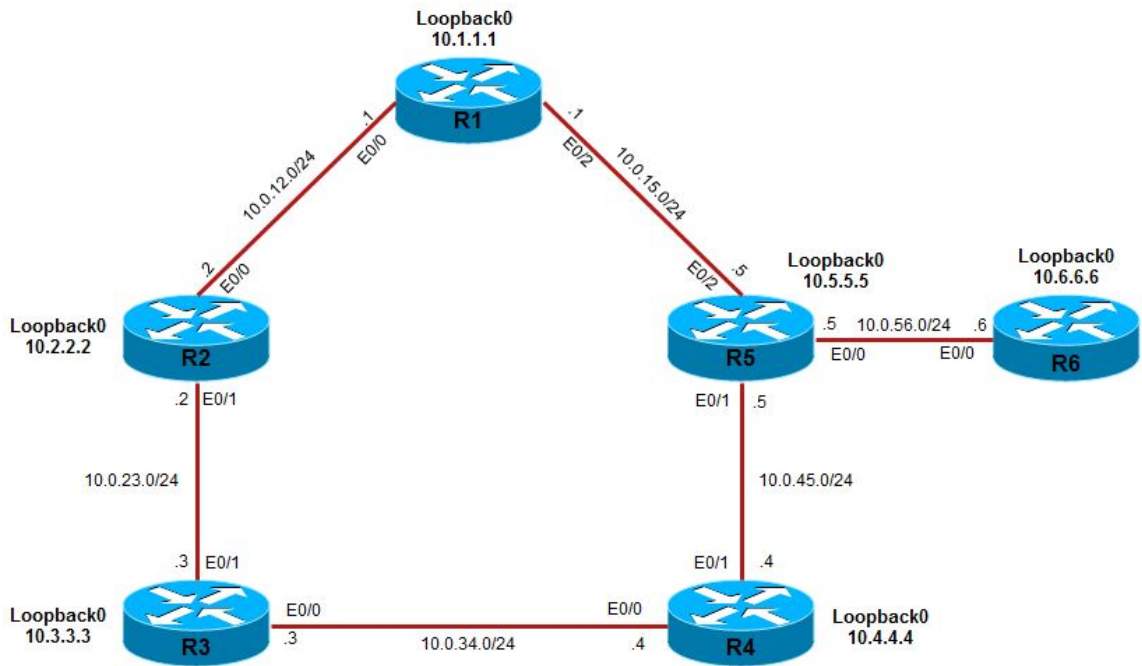 Loopback0
10.1.1.1
R1
.1
E0/0
10.0.12.0/24
.2
E0/0
.1
E0/2
10.0.15.0/24
.5
E0/2
Loopback0
10.2.2.2
R2
Loopback0
10.5.5.5
R5
.5
E0/0
10.0.56.0/24
.6
E0/0
Loopback0
10.6.6.6
R6
.2
E0/1
10.0.23.0/24
.3
E0/1
E0/1
.5
10.0.45.0/24
E0/1
.4
Loopback0
10.3.3.3
R3
E0/0
.3
10.0.34.0/24
E0/0
.4
R4
Loopback0
10.4.4.4